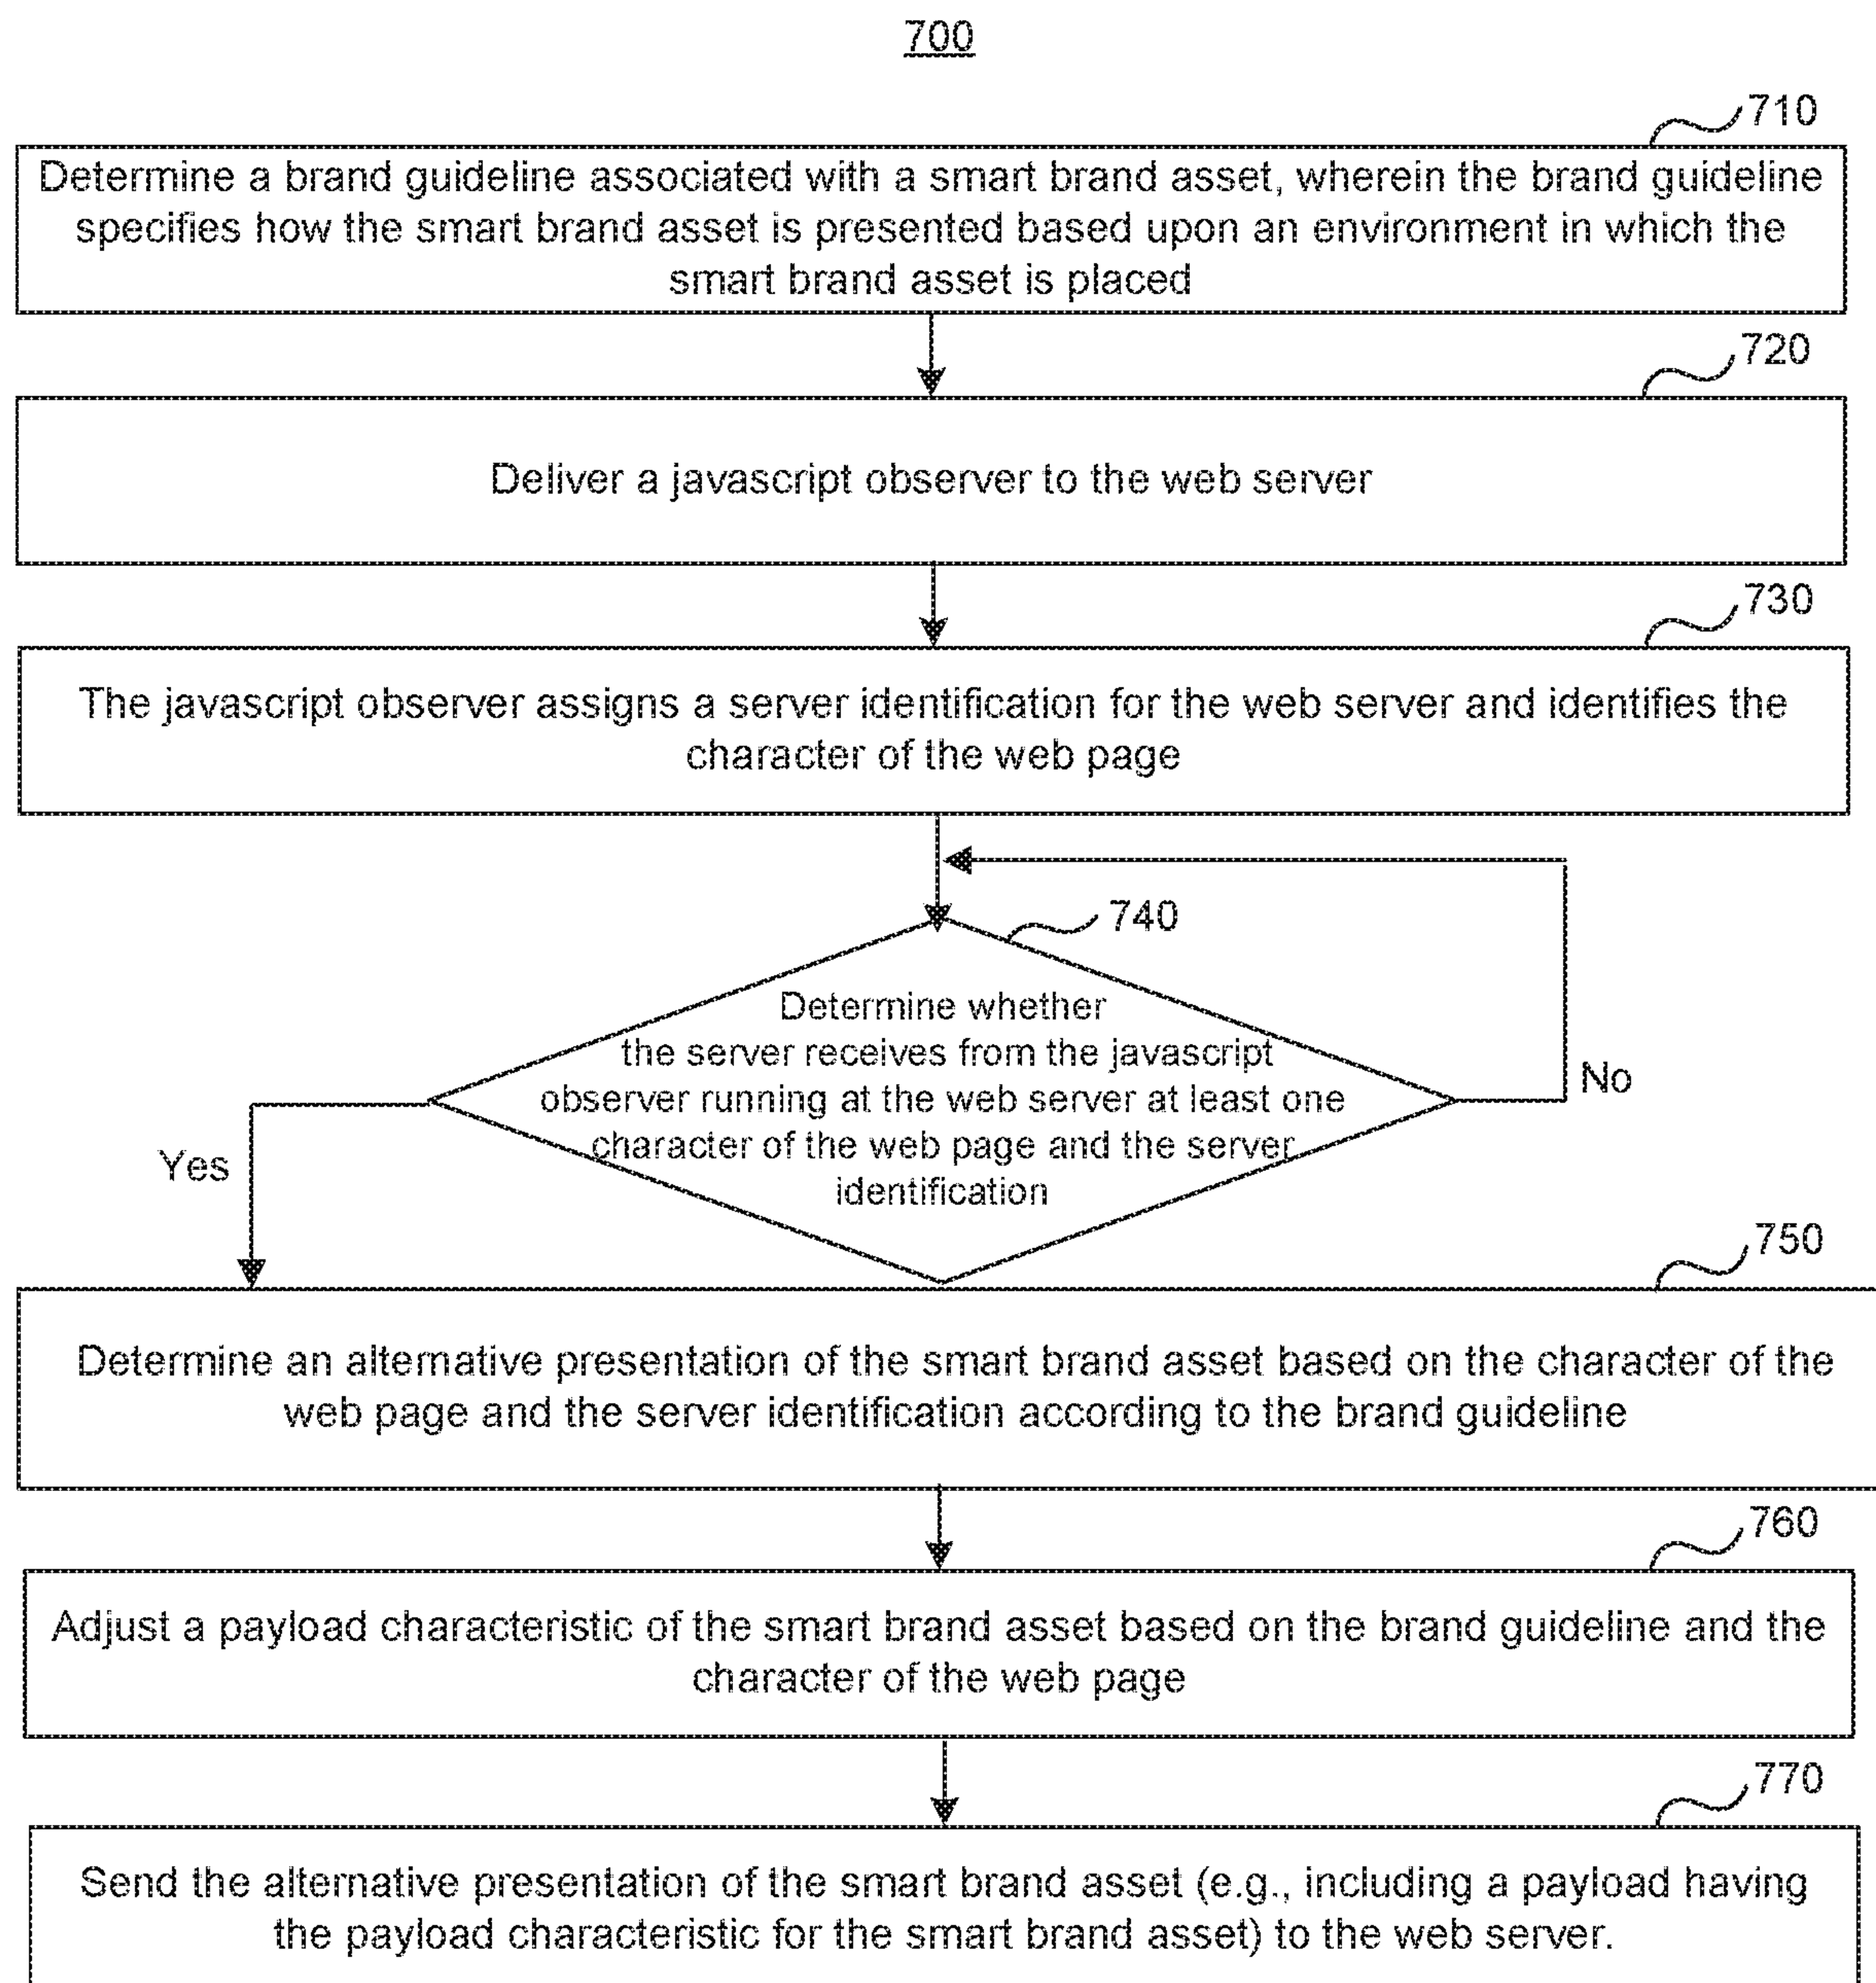 700
710
Determine a brand guideline associated with a smart brand asset, wherein the brand guideline
specifies how the smart brand asset is presented based upon an environment in which the
smart brand asset is placed
720
Deliver a javascript observer to the web server
730
The javascript observer assigns a server identification for the web server and identifies the
character of the web page
740
Determine whether
the server receives from the javascript
observer running at the web server at least one
character of the web page and the server
identification
No
Yes
750
Determine an alternative presentation of the smart brand asset based on the character of the
web page and the server identification according to the brand guideline
760
Adjust a payload characteristic of the smart brand asset based on the brand guideline and the
character of the web page
770
Send the alternative presentation of the smart brand asset (e.g., including a payload having
the payload characteristic for the smart brand asset) to the web server.